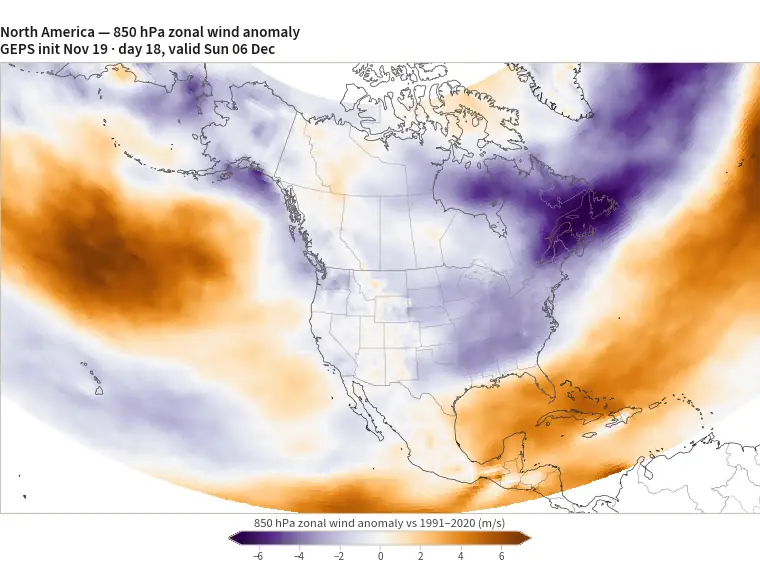 North America — 850 hPa zonal wind anomaly
GEPS init Nov 19 · day 18, valid Sun 06 Dec
850 hPa zonal wind anomaly vs 1991–2020 (m/s)
−6 −4 −2 0 2 4 6